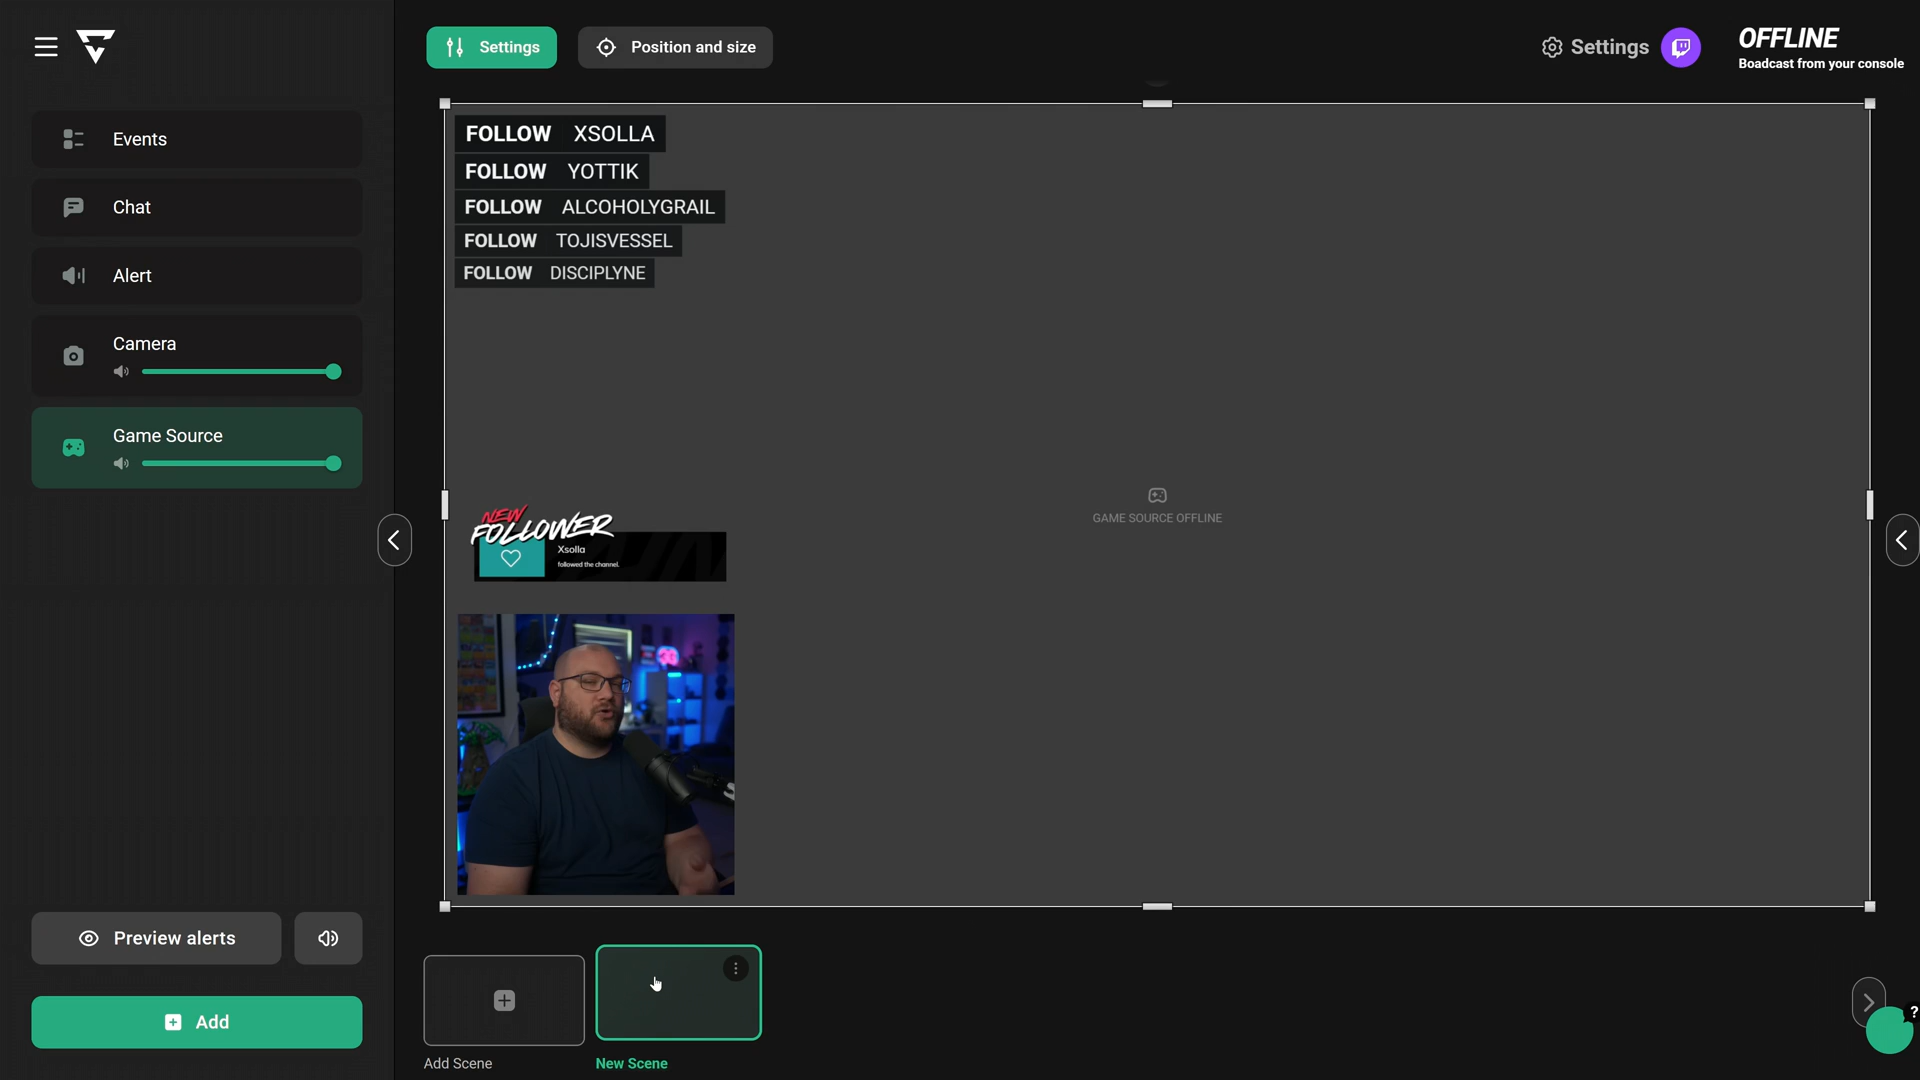 Settings
Position and size
Settings
OFFLINE
Boadcast from your console
Events
Chat
Alert
Camera
Game Source
FOLLOW XSOLLA
FOLLOW YOTTIK
FOLLOW ALCOHOLYGRAIL
FOLLOW TOJISVESSEL
FOLLOW DISCIPLYNE
GAME SOURCE OFFLINE
NEW
FOLLOWER
Xsolla
followed the channel.
Preview alerts
Add
Add Scene
New Scene
?